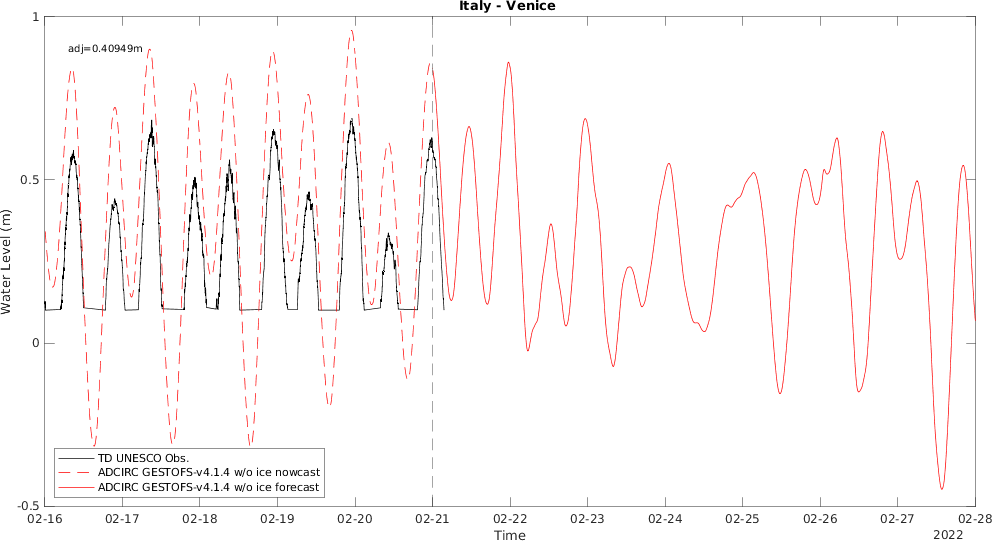 Italy - Venice
1
adj=0.40949m
0.5
Water Level (m)
0
TD UNESCO Obs.
ADCIRC GESTOFS-v4.1.4 w/o ice nowcast
ADCIRC GESTOFS-v4.1.4 w/o ice forecast
-0.5
02-16 02-17 02-18 02-19 02-20 02-21 02-22 02-23 02-24 02-25 02-26 02-27 02-28
Time
2022